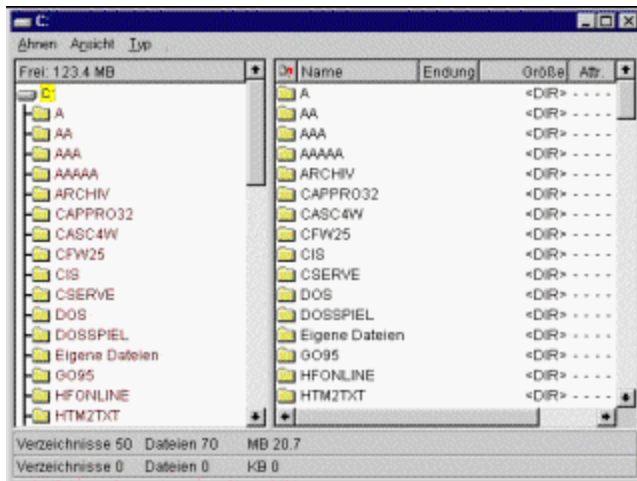 C:
Ahnen Ansicht Typ
Frei: 123.4 MB
C:
A
AA
AAA
AAAAA
ARCHIV
CAPPRO32
CASC4W
CFW25
CIS
CSERVE
DOS
DOSSPIEL
Eigene Dateien
GO95
HFONLINE
HTM2TXT
Name Endung Größe Attr.
A <DIR> - - - -
AA <DIR> - - - -
AAA <DIR> - - - -
AAAAA <DIR> - - - -
ARCHIV <DIR> - - - -
CAPPRO32 <DIR> - - - -
CASC4W <DIR> - - - -
CFW25 <DIR> - - - -
CIS <DIR> - - - -
CSERVE <DIR> - - - -
DOS <DIR> - - - -
DOSSPIEL <DIR> - - - -
Eigene Dateien <DIR> - - - -
GO95 <DIR> - - - -
HFONLINE <DIR> - - - -
HTM2TXT <DIR> - - - -
Verzeichnisse 50 Dateien 70 MB 20.7
Verzeichnisse 0 Dateien 0 KB 0